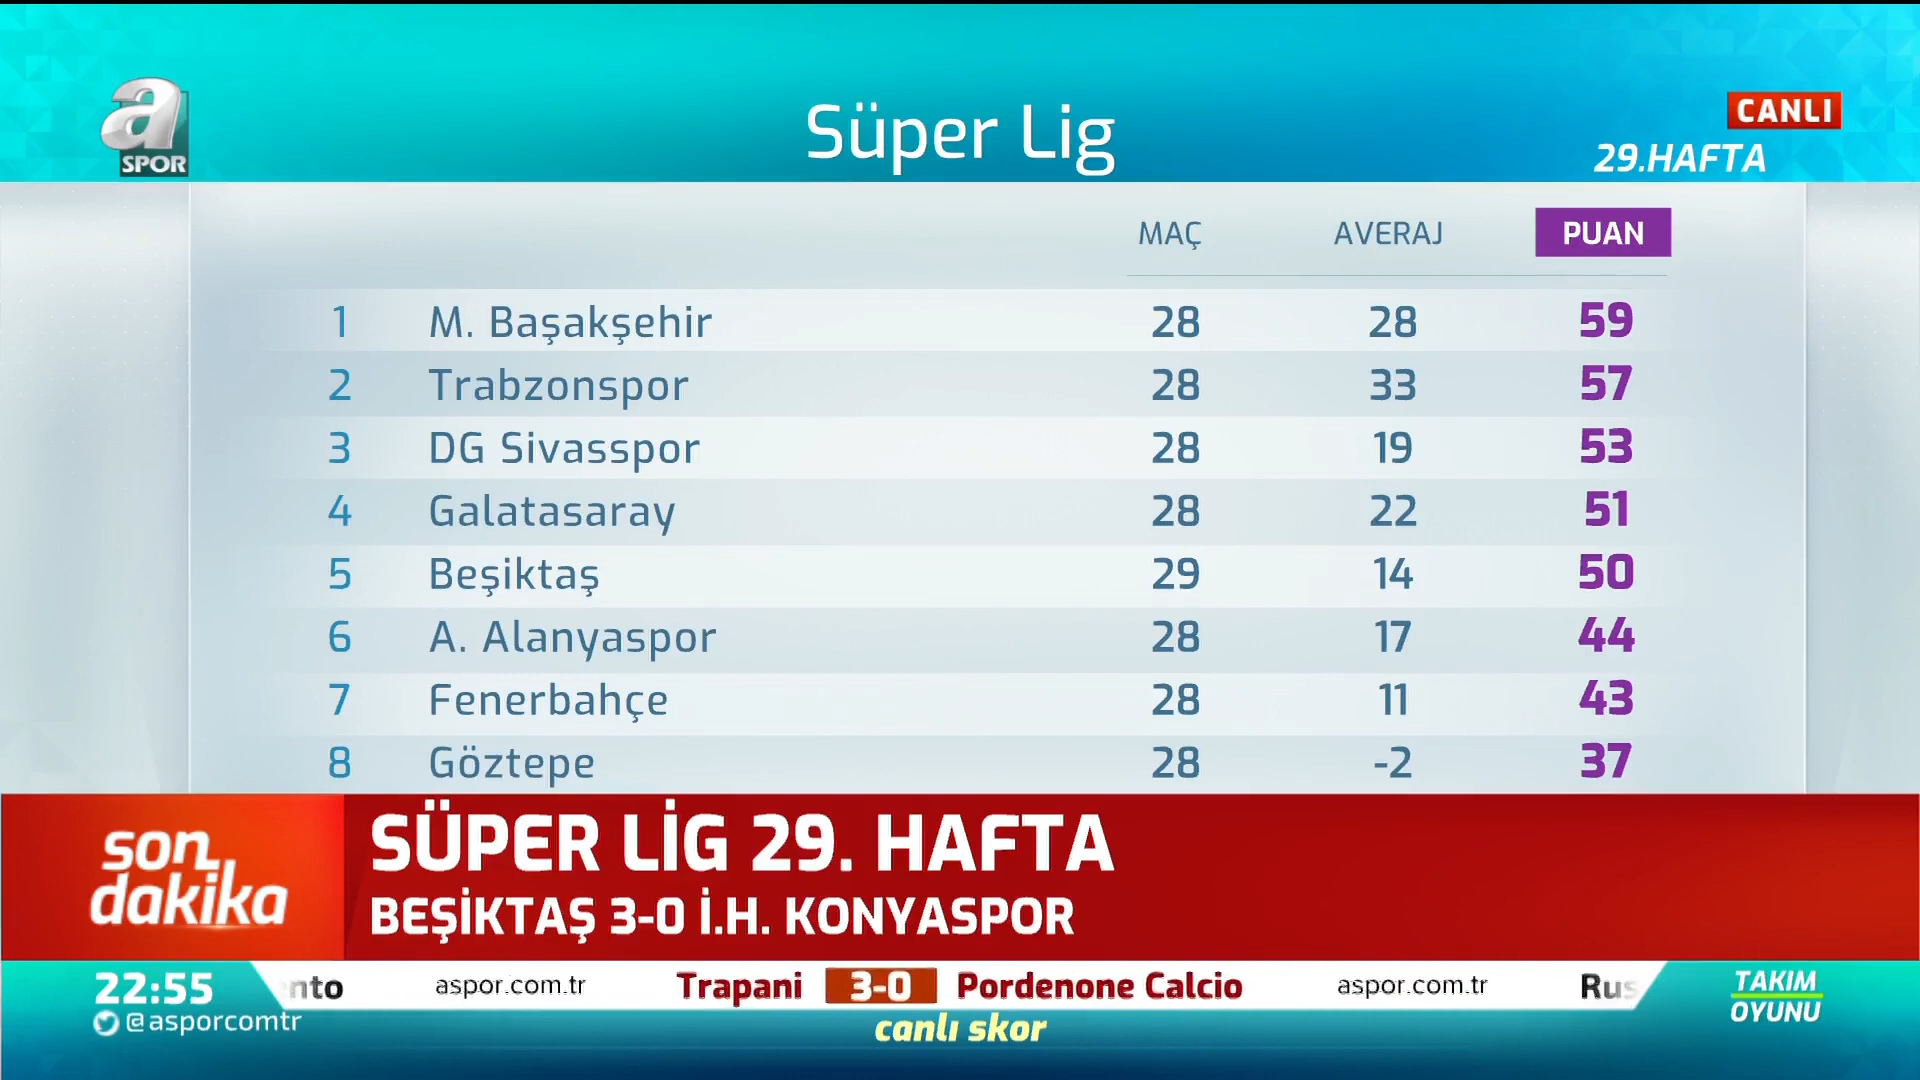 a
SPOR
Süper Lig
CANLI
29.HAFTA
MAÇ AVERAJ PUAN
1 M. Başakşehir 28 28 59
2 Trabzonspor 28 33 57
3 DG Sivasspor 28 19 53
4 Galatasaray 28 22 51
5 Beşiktaş 29 14 50
6 A. Alanyaspor 28 17 44
7 Fenerbahçe 28 11 43
8 Göztepe 28 -2 37
son
dakika
SÜPER LİG 29. HAFTA
BEŞİKTAŞ 3-0 İ.H. KONYASPOR
22:55
@asporcomtr
nto aspor.com.tr Trapani 3-0 Pordenone Calcio aspor.com.tr Rus
canlı skor
TAKIM
OYUNU